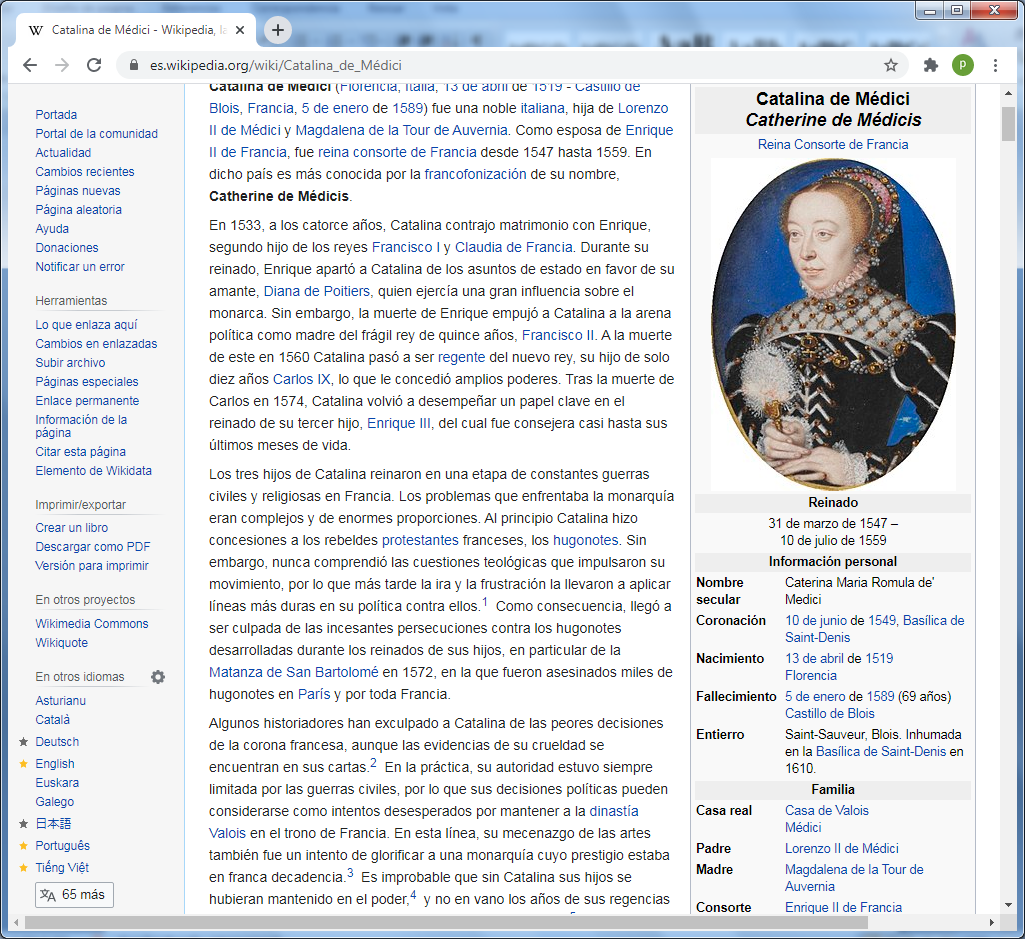 Catalina de Médici - Wikipedia, la
es.wikipedia.org/wiki/Catalina_de_Médici
P
Portada
Portal de la comunidad
Actualidad
Cambios recientes
Páginas nuevas
Página aleatoria
Ayuda
Donaciones
Notificar un error
Herramientas
Lo que enlaza aquí
Cambios en enlazadas
Subir archivo
Páginas especiales
Enlace permanente
Información de la
página
Citar esta página
Elemento de Wikidata
Imprimir/exportar
Crear un libro
Descargar como PDF
Versión para imprimir
En otros proyectos
Wikimedia Commons
Wikiquote
En otros idiomas
Asturianu
Català
Deutsch
English
Euskara
Galego
日本語
Português
Tiếng Việt
65 más
Catalina de Médici (Florencia, Italia, 13 de abril de 1519 - Castillo de
Blois, Francia, 5 de enero de 1589) fue una noble italiana, hija de Lorenzo
II de Médici y Magdalena de la Tour de Auvernia. Como esposa de Enrique
II de Francia, fue reina consorte de Francia desde 1547 hasta 1559. En
dicho país es más conocida por la francofonización de su nombre,
Catherine de Médicis.
En 1533, a los catorce años, Catalina contrajo matrimonio con Enrique,
segundo hijo de los reyes Francisco I y Claudia de Francia. Durante su
reinado, Enrique apartó a Catalina de los asuntos de estado en favor de su
amante, Diana de Poitiers, quien ejercía una gran influencia sobre el
monarca. Sin embargo, la muerte de Enrique empujó a Catalina a la arena
política como madre del frágil rey de quince años, Francisco II. A la muerte
de este en 1560 Catalina pasó a ser regente del nuevo rey, su hijo de solo
diez años Carlos IX, lo que le concedió amplios poderes. Tras la muerte de
Carlos en 1574, Catalina volvió a desempeñar un papel clave en el
reinado de su tercer hijo, Enrique III, del cual fue consejera casi hasta sus
últimos meses de vida.
Los tres hijos de Catalina reinaron en una etapa de constantes guerras
civiles y religiosas en Francia. Los problemas que enfrentaba la monarquía
eran complejos y de enormes proporciones. Al principio Catalina hizo
concesiones a los rebeldes protestantes franceses, los hugonotes. Sin
embargo, nunca comprendió las cuestiones teológicas que impulsaron su
movimiento, por lo que más tarde la ira y la frustración la llevaron a aplicar
líneas más duras en su política contra ellos.1 Como consecuencia, llegó a
ser culpada de las incesantes persecuciones contra los hugonotes
desarrolladas durante los reinados de sus hijos, en particular de la
Matanza de San Bartolomé en 1572, en la que fueron asesinados miles de
hugonotes en París y por toda Francia.
Algunos historiadores han exculpado a Catalina de las peores decisiones
de la corona francesa, aunque las evidencias de su crueldad se
encuentran en sus cartas.2 En la práctica, su autoridad estuvo siempre
limitada por las guerras civiles, por lo que sus decisiones políticas pueden
considerarse como intentos desesperados por mantener a la dinastía
Valois en el trono de Francia. En esta línea, su mecenazgo de las artes
también fue un intento de glorificar a una monarquía cuyo prestigio estaba
en franca decadencia.3 Es improbable que sin Catalina sus hijos se
hubieran mantenido en el poder,4 y no en vano los años de sus regencias
Catalina de Médici
Catherine de Médicis
Reina Consorte de Francia
Reinado
31 de marzo de 1547 –
10 de julio de 1559
Información personal
Nombre secular Caterina Maria Romula de' Medici
Coronación 10 de junio de 1549, Basílica de
Saint-Denis
Nacimiento 13 de abril de 1519
Florencia
Fallecimiento 5 de enero de 1589 (69 años)
Castillo de Blois
Entierro Saint-Sauveur, Blois. Inhumada
en la Basílica de Saint-Denis en
1610.
Familia
Casa real Casa de Valois
Médici
Padre Lorenzo II de Médici
Madre Magdalena de la Tour de
Auvernia
Consorte Enrique II de Francia